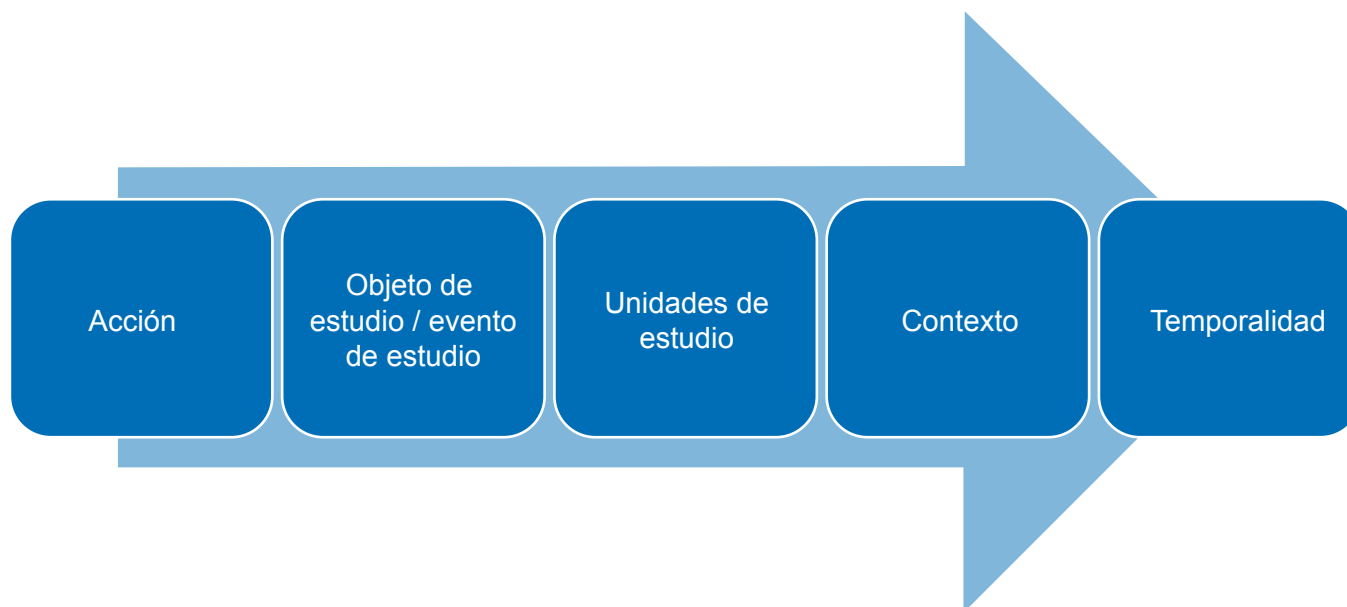 Acción
Objeto de
estudio / evento
de estudio
Unidades de
estudio
Contexto
Temporalidad